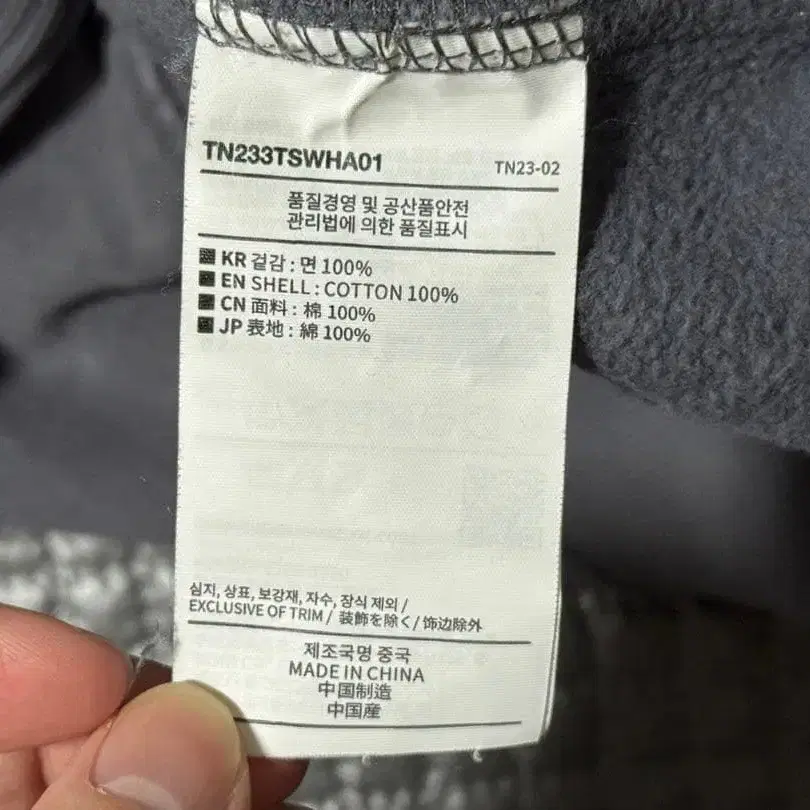 TN233TSWHA01
TN23-02
품질경영 및 공산품안전
관리법에 의한 품질표시
KR 겉감 : 면 100%
EN SHELL : COTTON 100%
CN 面料 : 棉 100%
JP 表地 : 綿 100%
심지, 상표, 보강재, 자수, 장식 제외 /
EXCLUSIVE OF TRIM / 装飾を除く/ 饰边除外
제조국명 중국
MADE IN CHINA
中国制造
中国産